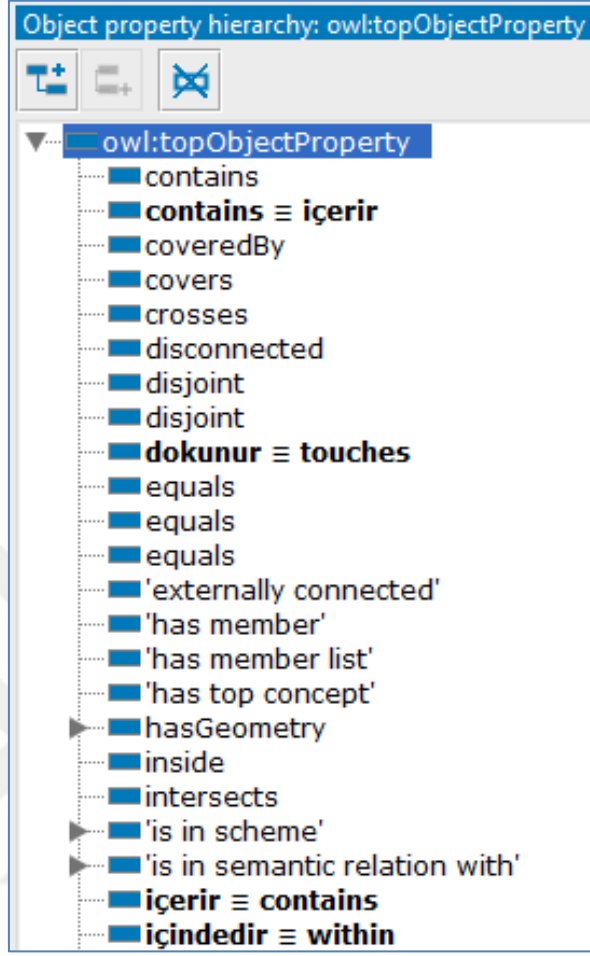 Object property hierarchy: owl:topObjectProperty
owl:topObjectProperty
contains
contains ≡ içerir
coveredBy
covers
crosses
disconnected
disjoint
disjoint
dokunur ≡ touches
equals
equals
equals
'externally connected'
'has member'
'has member list'
'has top concept'
hasGeometry
inside
intersects
'is in scheme'
'is in semantic relation with'
içerir ≡ contains
içindedir ≡ within